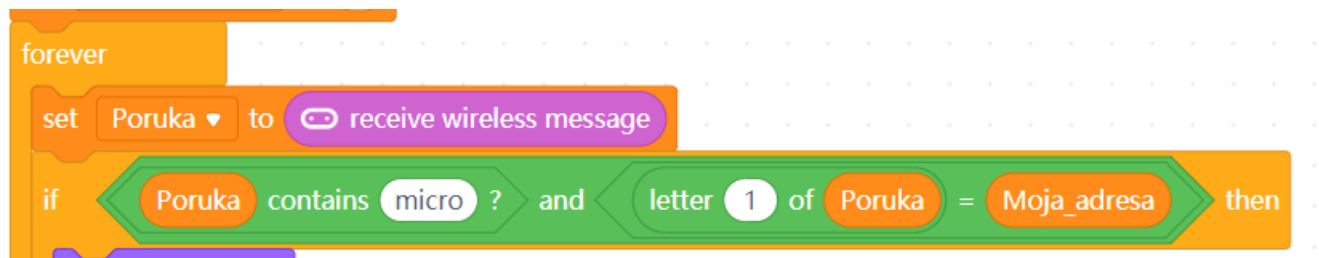 forever
set Poruka to receive wireless message
if Poruka contains micro ? and letter 1 of Poruka = Moja_adresa then